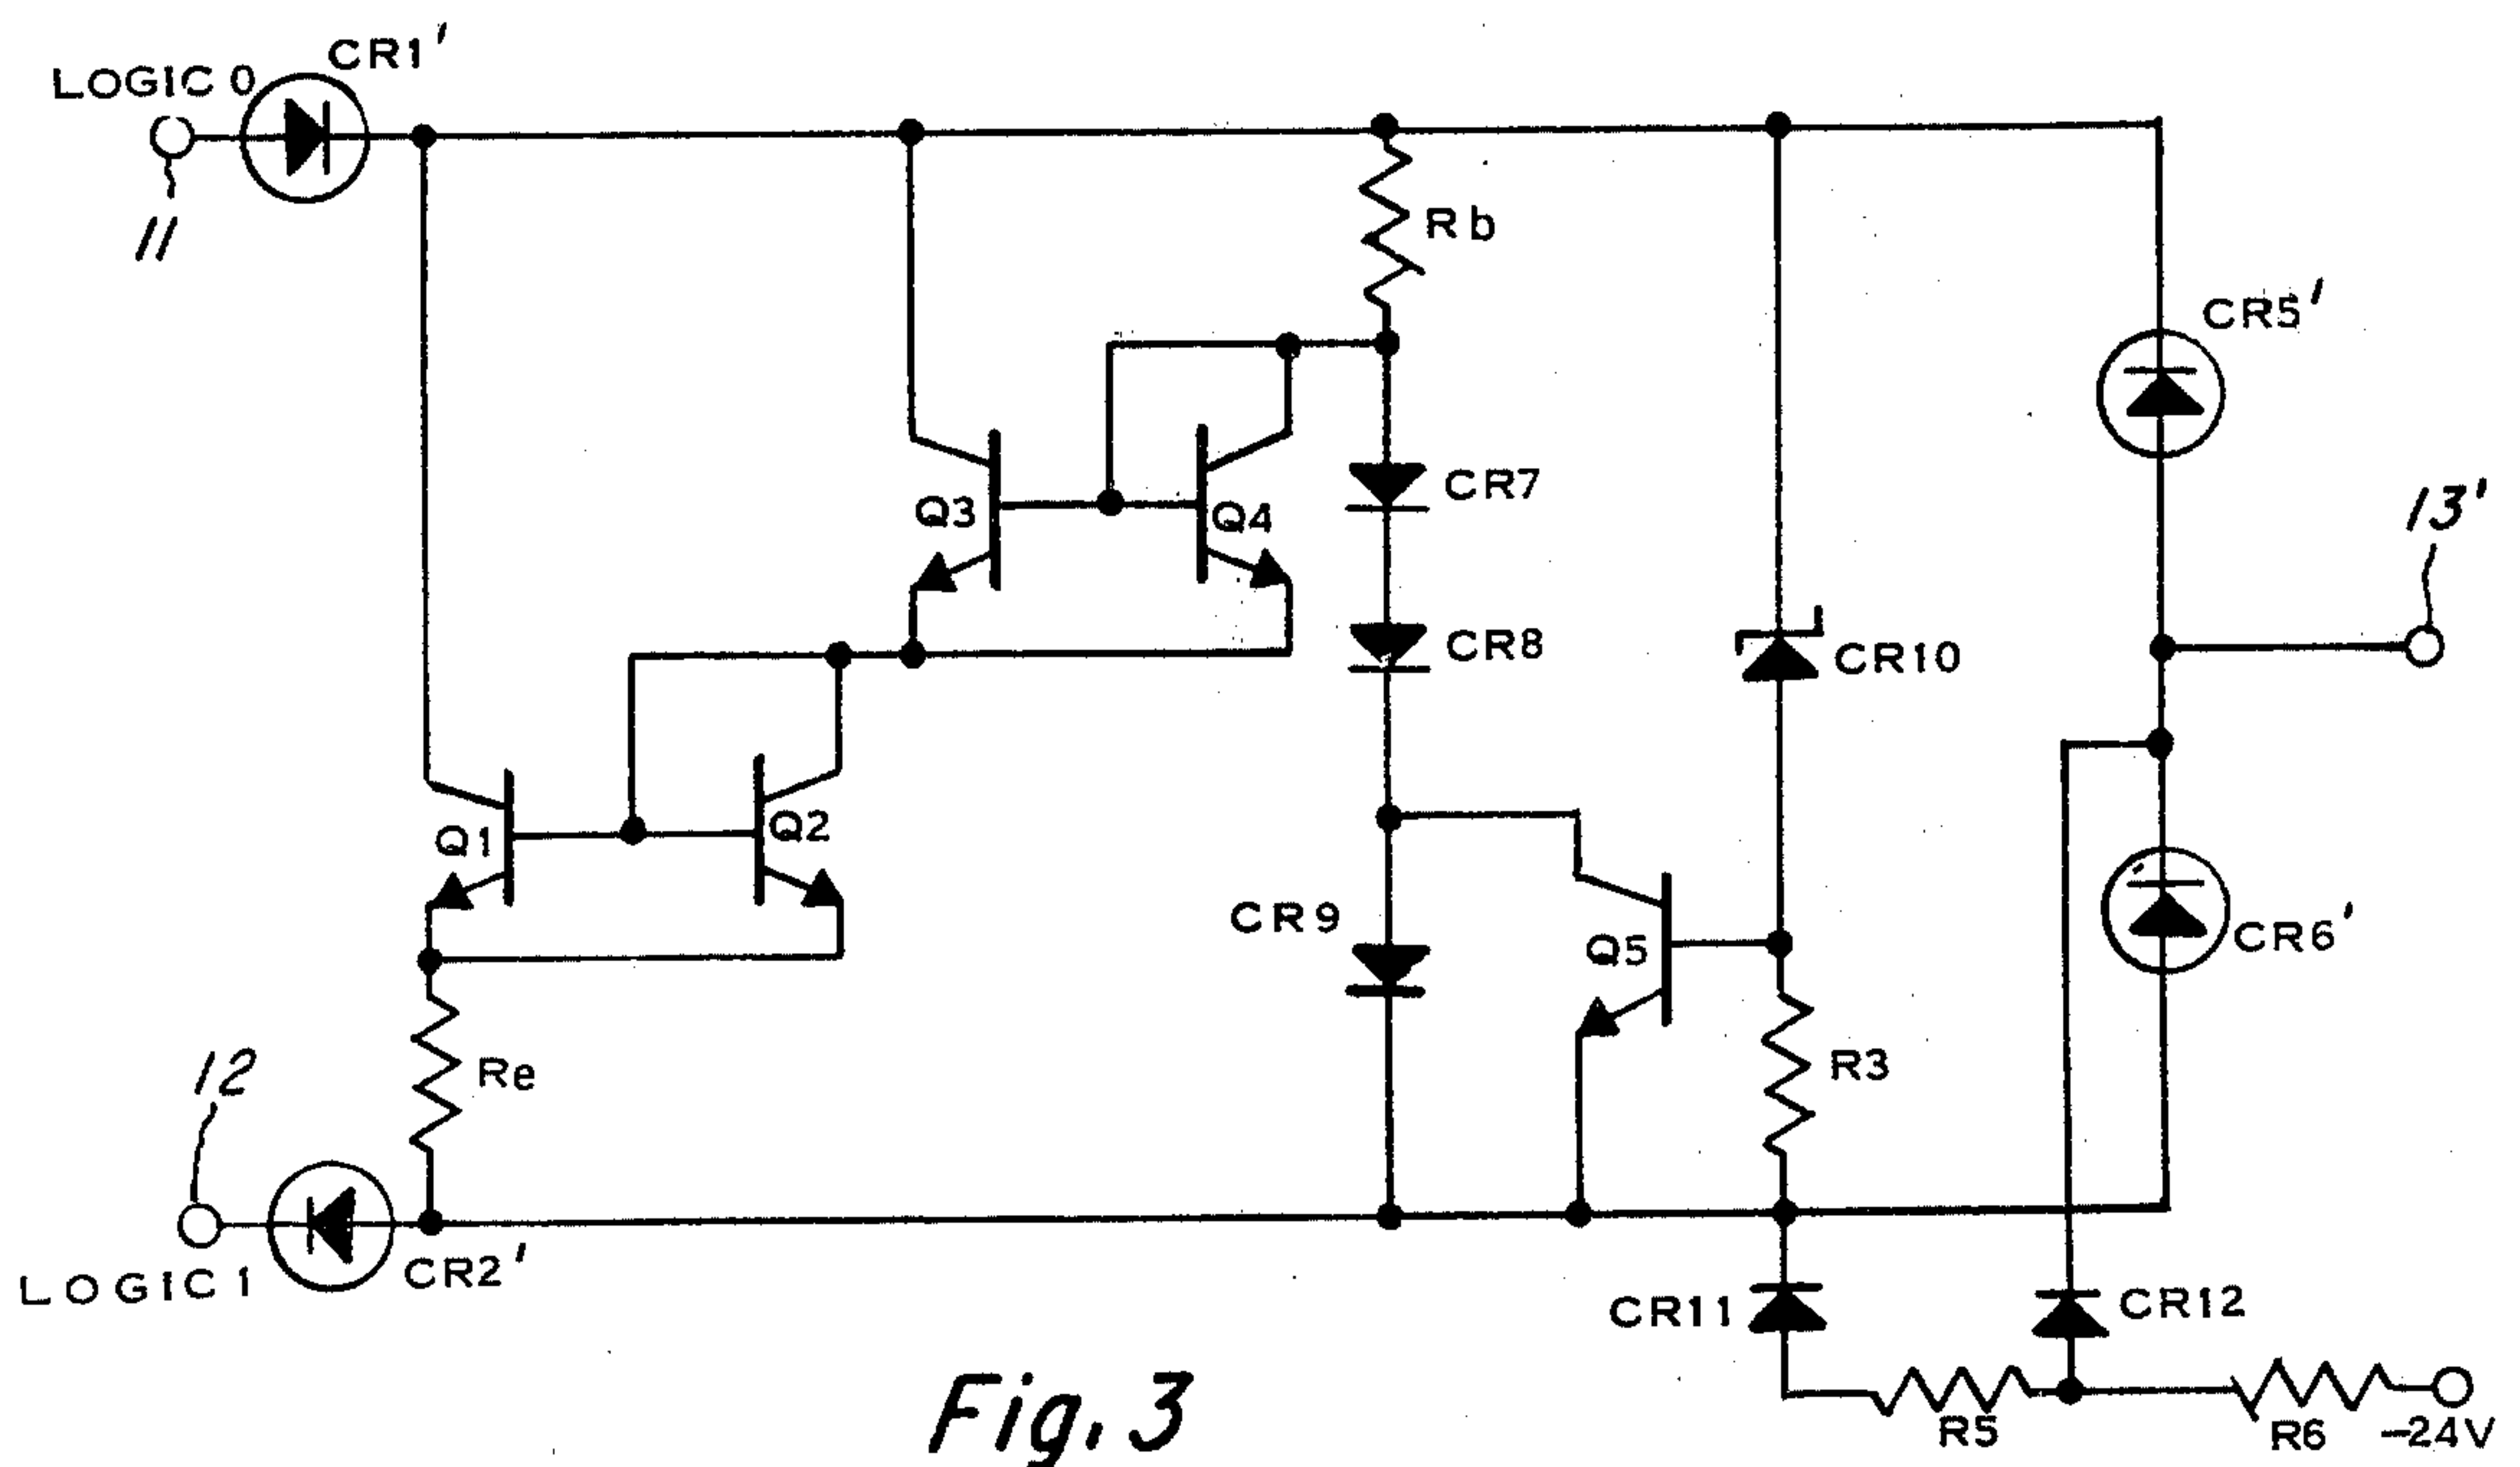 CR1'
LOGIC 0
11
Rb
CR5'
CR7
13'
Q3
Q4
CR8
CR10
Q1
Q2
CR9
Q5
CR6'
12
Re
R3
CR2'
LOGIC 1
CR11
CR12
R5
R6
-24V
Fig. 3